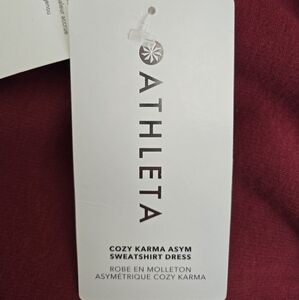 ATHLETA
COZY KARMA ASYM
SWEATSHIRT DRESS
ROBE EN MOLLETON
ASYMÉTRIQUE COZY KARMA